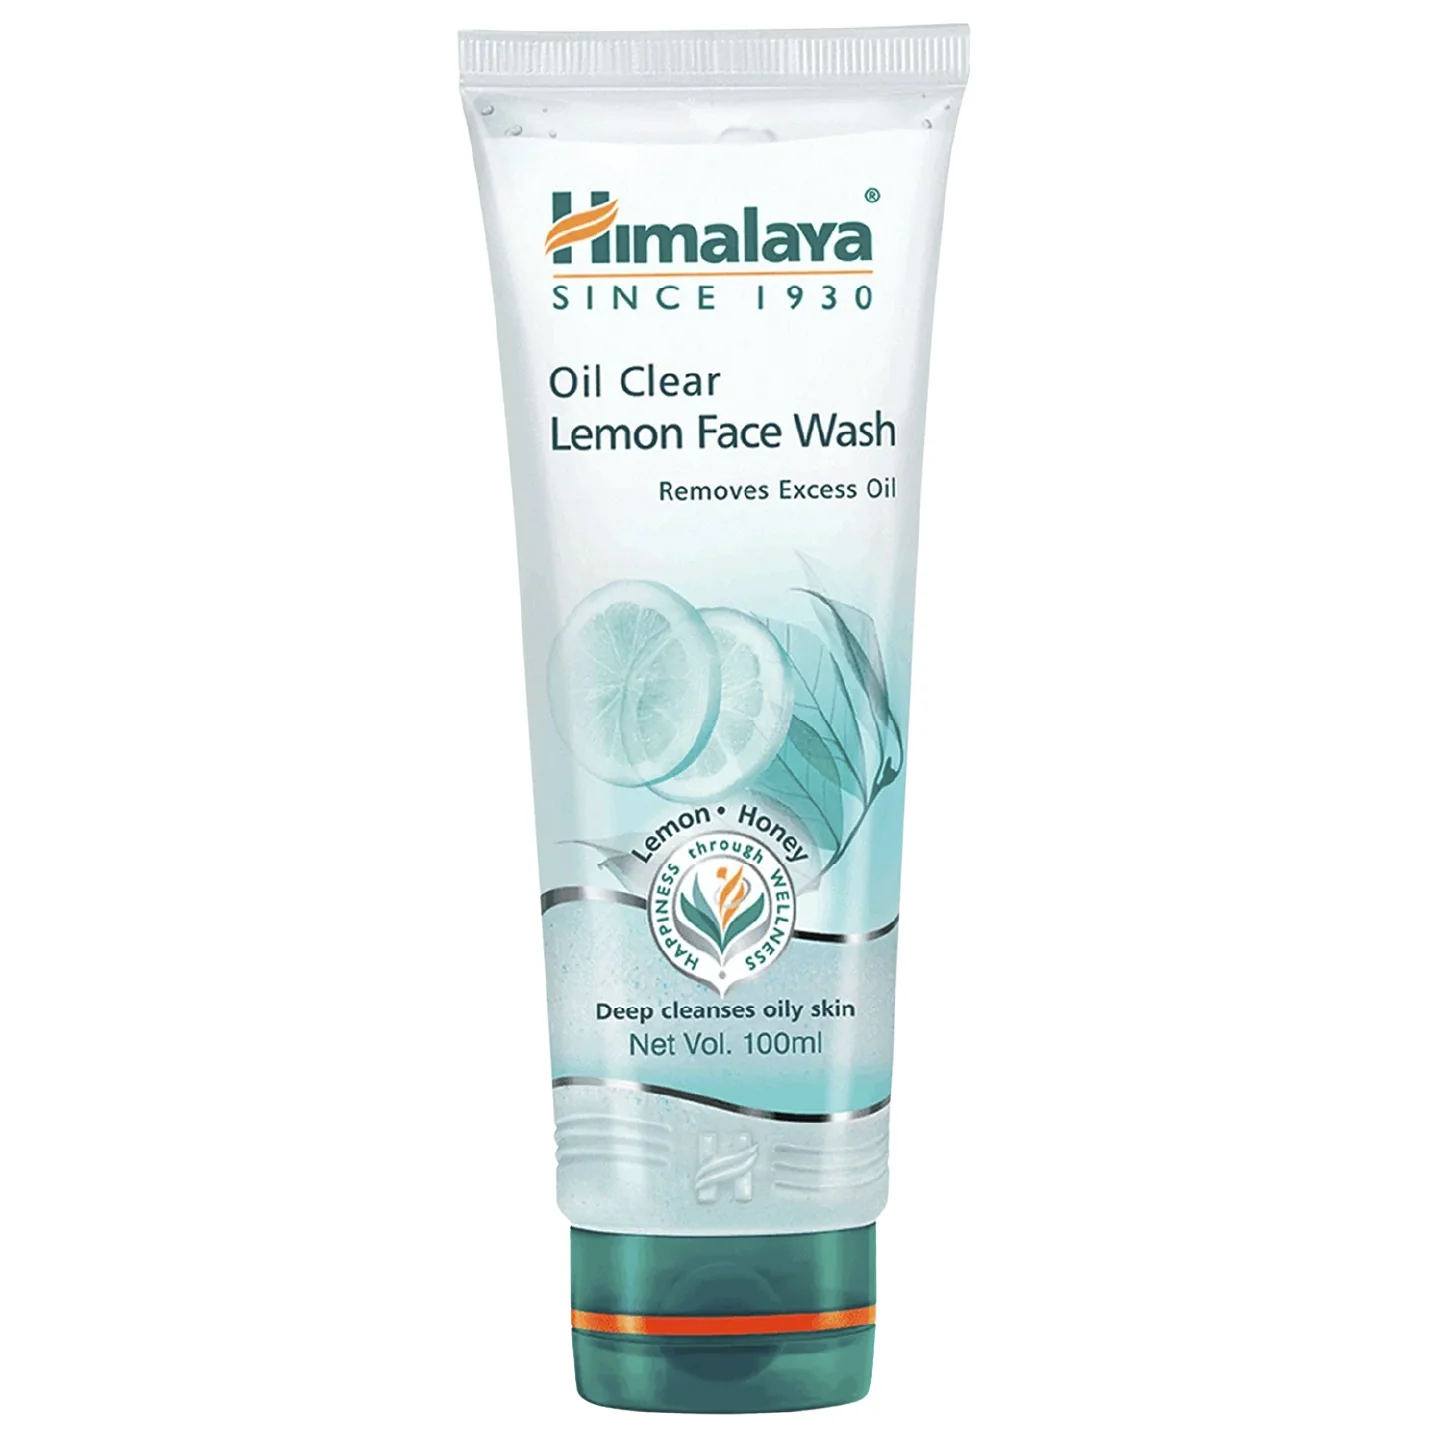 Himalaya®
SINCE 1930
Oil Clear
Lemon Face Wash
Removes Excess Oil
Lemon • Honey
HAPPINESS through WELLNESS
Deep cleanses oily skin
Net Vol. 100ml
H